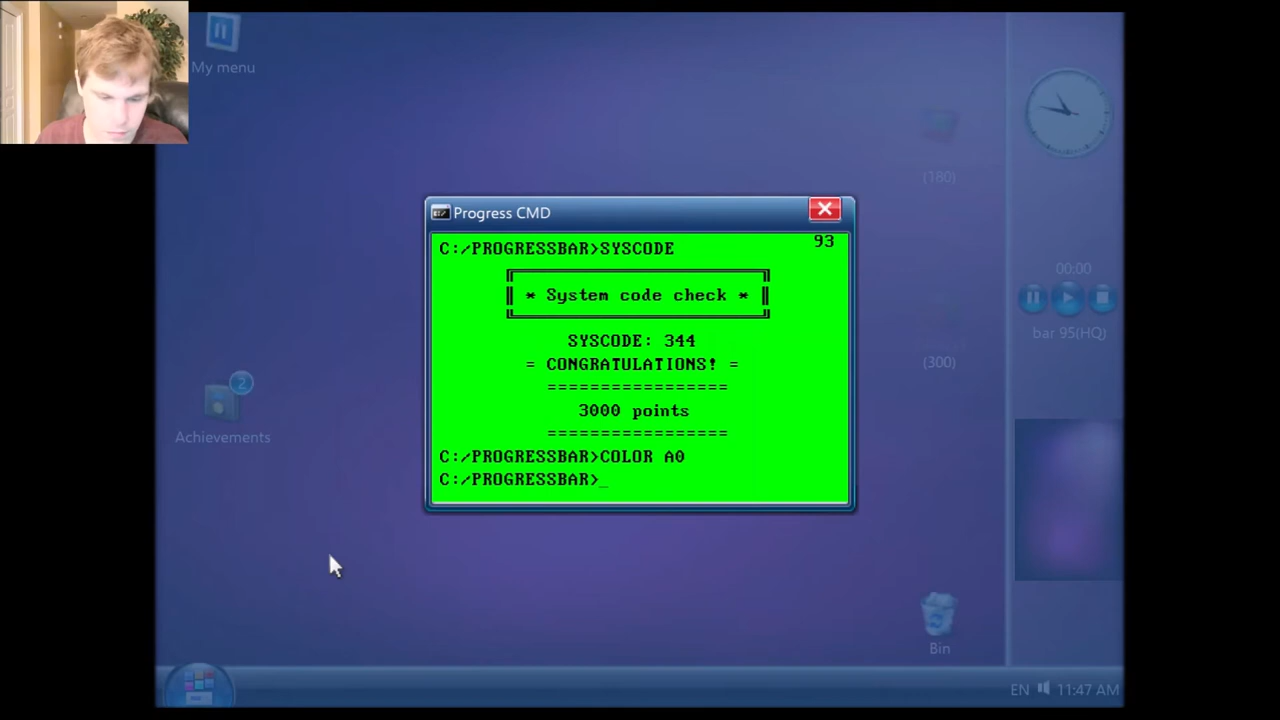 My menu
(180)
Progress CMD
93
C:/PROGRESSBAR>SYSCODE
* System code check *
SYSCODE: 344
= CONGRATULATIONS! =
=================
3000 points
=================
C:/PROGRESSBAR>COLOR A0
C:/PROGRESSBAR>_
00:00
bar 95(HQ)
(300)
2
Achievements
Bin
EN 11:47 AM